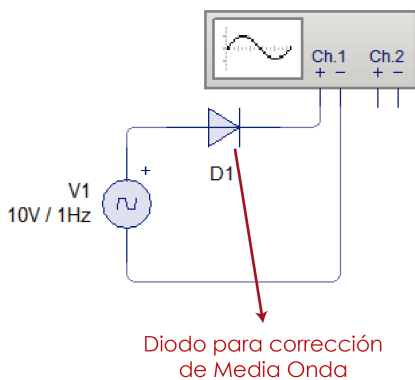 Ch.1 Ch.2
+ − + −
+
D1
V1
10V / 1Hz
Diodo para corrección
de Media Onda